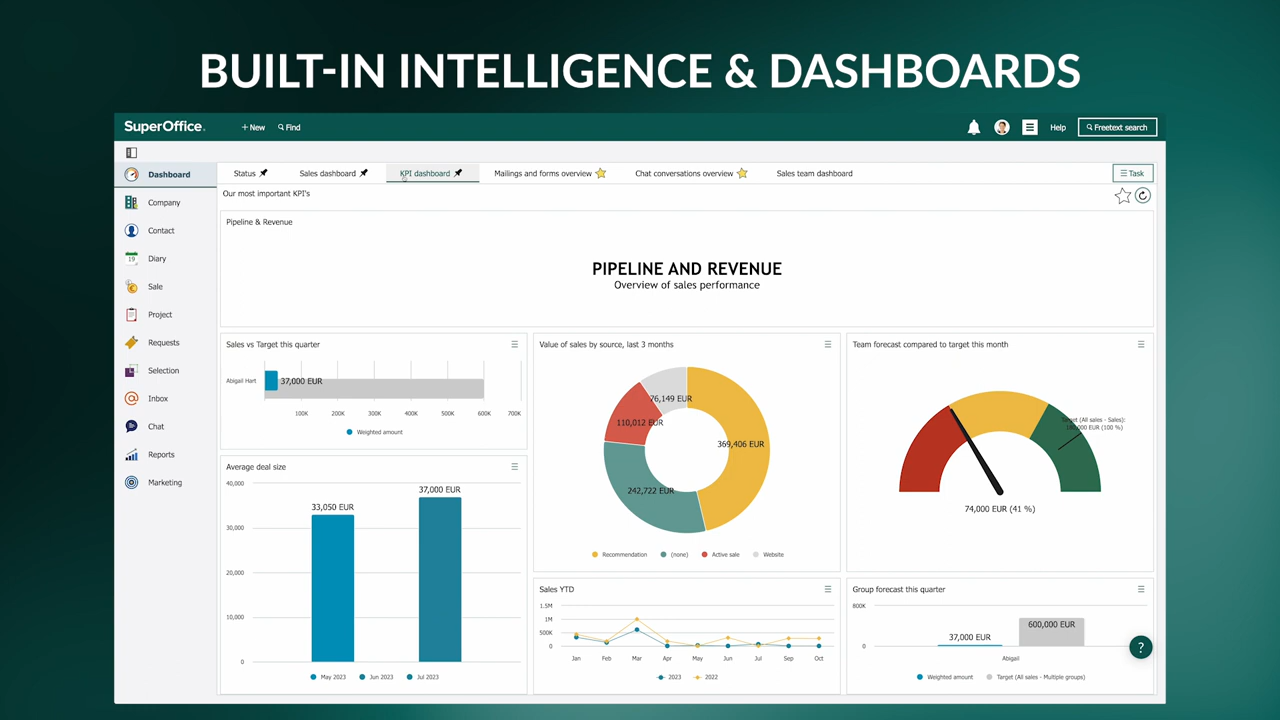 BUILT-IN INTELLIGENCE & DASHBOARDS
SuperOffice.
+ New
Find
Help
Freetext search
Dashboard
Company
Contact
Diary
19
Sale
Project
Requests
Selection
Inbox
Chat
Reports
Marketing
Status
Sales dashboard
KPI dashboard
Mailings and forms overview
Chat conversations overview
Sales team dashboard
Task
Our most important KPI's
Pipeline & Revenue
PIPELINE AND REVENUE
Overview of sales performance
Sales vs Target this quarter
Abigail Hart
37,000 EUR
100K 200K 300K 400K 500K 600K 700K
Weighted amount
Value of sales by source, last 3 months
76,149 EUR
110,012 EUR
369,406 EUR
242,722 EUR
Recommendation (none) Active sale Website
Team forecast compared to target this month
(All sales - Sales):
EUR (100 %)
74,000 EUR (41 %)
Average deal size
40,000
37,000 EUR
33,050 EUR
30,000
20,000
10,000
0
May 2023 Jun 2023 Jul 2023
Sales YTD
1.5M
1M
500K
0
Jan Feb Mar Apr May Jun Jul Sep Oct
2023 2022
Group forecast this quarter
800K
600,000 EUR
37,000 EUR
0
Abigail
Weighted amount Target (All sales - Multiple groups)
?